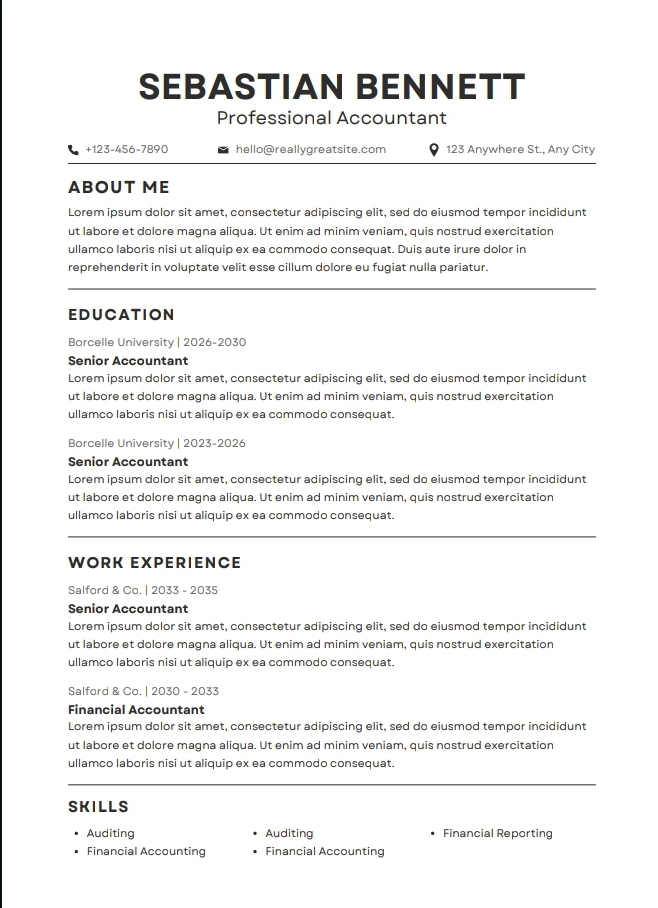 SEBASTIAN BENNETT
Professional Accountant
+123-456-7890 hello@reallygreatsite.com 123 Anywhere St., Any City
ABOUT ME
Lorem ipsum dolor sit amet, consectetur adipiscing elit, sed do eiusmod tempor incididunt
ut labore et dolore magna aliqua. Ut enim ad minim veniam, quis nostrud exercitation
ullamco laboris nisi ut aliquip ex ea commodo consequat. Duis aute irure dolor in
reprehenderit in voluptate velit esse cillum dolore eu fugiat nulla pariatur.
EDUCATION
Borcelle University | 2026-2030
Senior Accountant
Lorem ipsum dolor sit amet, consectetur adipiscing elit, sed do eiusmod tempor incididunt
ut labore et dolore magna aliqua. Ut enim ad minim veniam, quis nostrud exercitation
ullamco laboris nisi ut aliquip ex ea commodo consequat.
Borcelle University | 2023-2026
Senior Accountant
Lorem ipsum dolor sit amet, consectetur adipiscing elit, sed do eiusmod tempor incididunt
ut labore et dolore magna aliqua. Ut enim ad minim veniam, quis nostrud exercitation
ullamco laboris nisi ut aliquip ex ea commodo consequat.
WORK EXPERIENCE
Salford & Co. | 2033 - 2035
Senior Accountant
Lorem ipsum dolor sit amet, consectetur adipiscing elit, sed do eiusmod tempor incididunt
ut labore et dolore magna aliqua. Ut enim ad minim veniam, quis nostrud exercitation
ullamco laboris nisi ut aliquip ex ea commodo consequat.
Salford & Co. | 2030 - 2033
Financial Accountant
Lorem ipsum dolor sit amet, consectetur adipiscing elit, sed do eiusmod tempor incididunt
ut labore et dolore magna aliqua. Ut enim ad minim veniam, quis nostrud exercitation
ullamco laboris nisi ut aliquip ex ea commodo consequat.
SKILLS
• Auditing • Auditing • Financial Reporting
• Financial Accounting • Financial Accounting